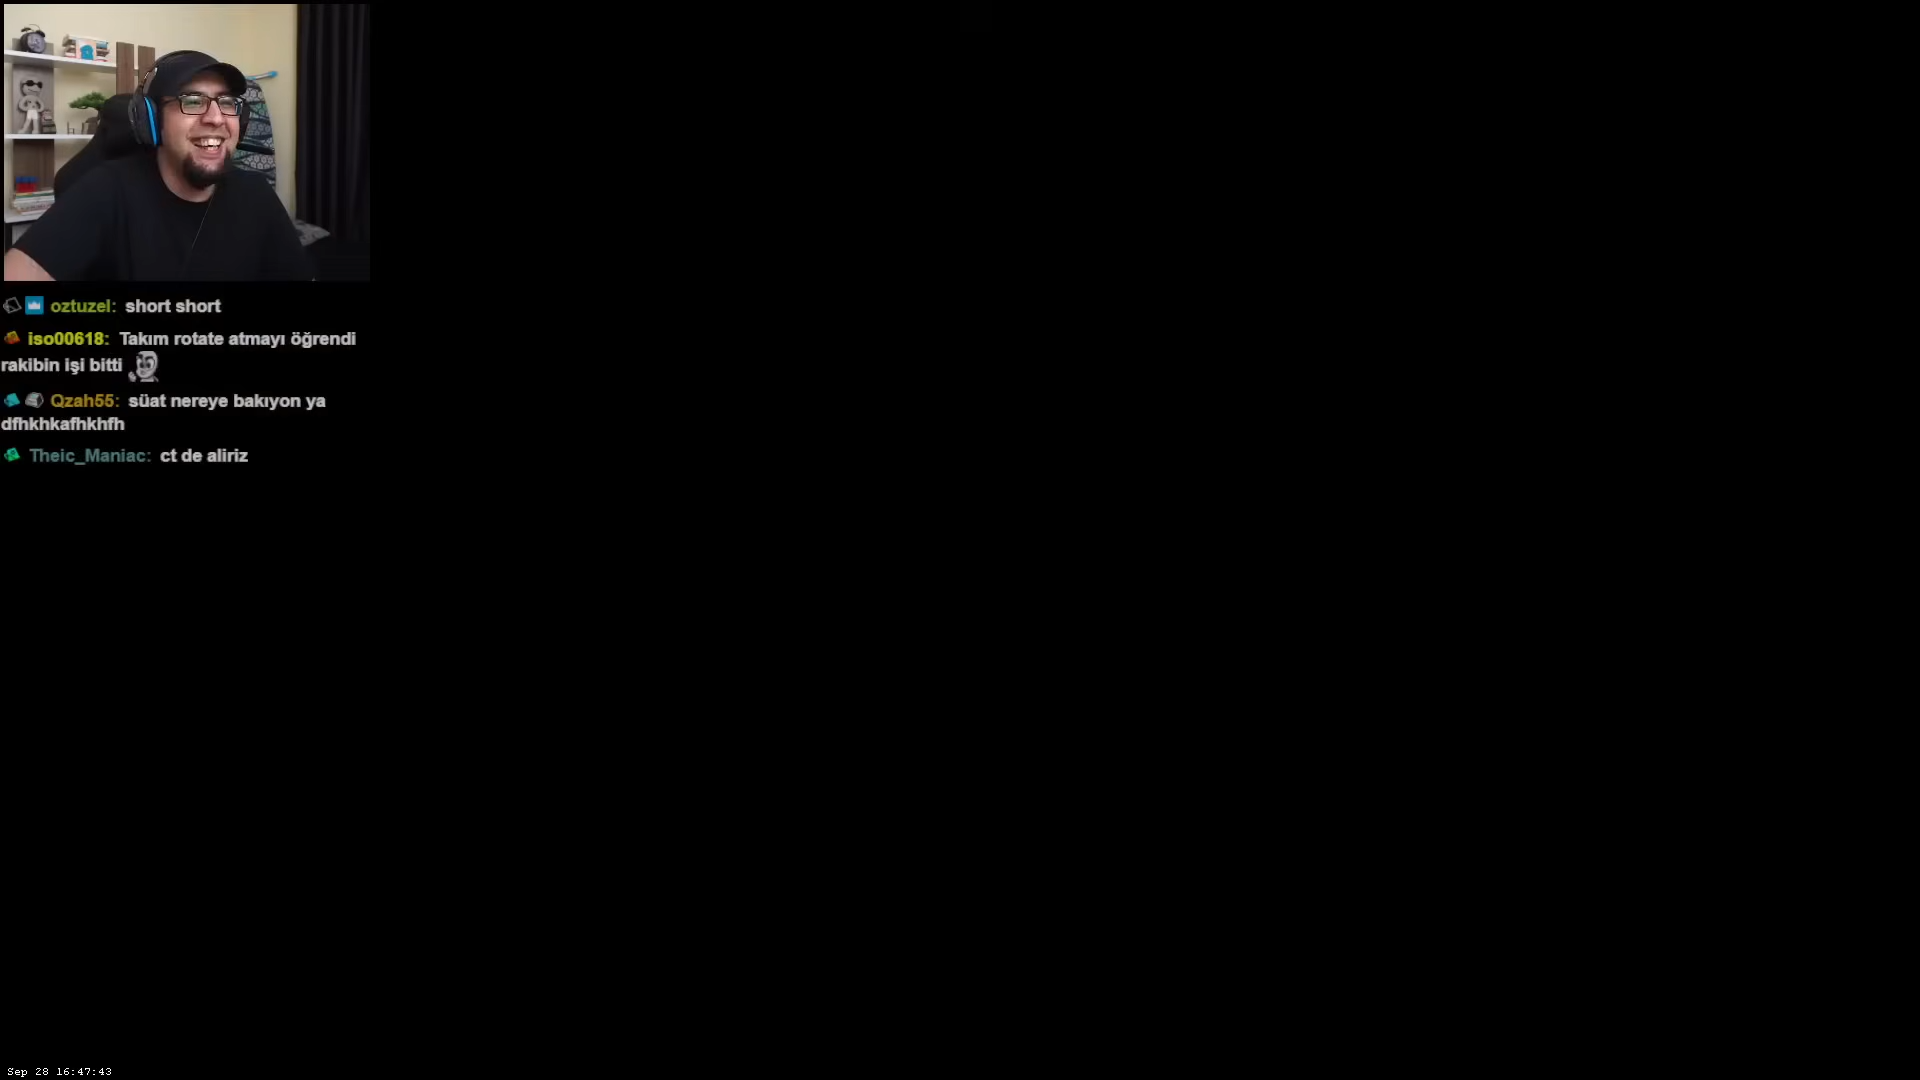 oztuzel: short short
iso00618: Takım rotate atmayı öğrendi
rakibin işi bitti
Qzah55: süat nereye bakıyon ya
dfhkhkafhkhfh
Theic_Maniac: ct de aliriz
Sep 28 16:47:43